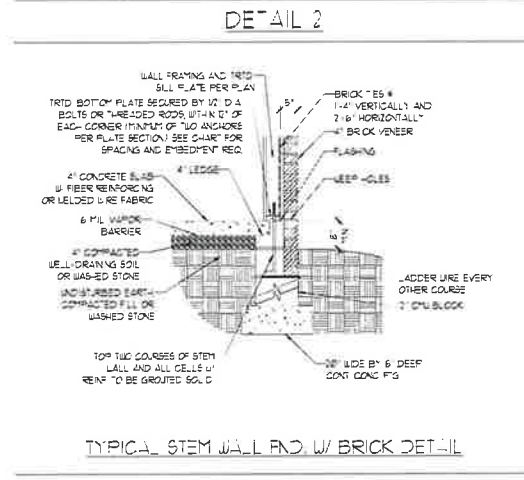 DETAIL 2
WALL FRAMING AND TRTD
SILL PLATE PER PLAN
TRTD BOTTOM PLATE SECURED BY 1/2" DIA
BOLTS OR THREADED RODS, WITHIN 12" OF
EACH CORNER (MINIMUM OF TWO ANCHORS
PER PLATE SECTION) SEE CHART FOR
SPACING AND EMBEDMENT REQ.
4" CONCRETE SLAB
W/ FIBER REINFORCING
OR WELDED WIRE FABRIC
4" LEDGE
6 MIL VAPOR
BARRIER
4" COMPACTED
WELL-DRAINING SOIL
OR WASHED STONE
UNDISTURBED EARTH
COMPACTED FILL OR
WASHED STONE
TOP TWO COURSES OF STEM
WALL AND ALL CELLS W/
REINF TO BE GROUTED SOLID
5"
BRICK TIES @
1'-4" VERTICALLY AND
2'-6" HORIZONTALLY
4" BRICK VENEER
FLASHING
WEEP HOLES
8"
MIN
LADDER WIRE EVERY
OTHER COURSE
12" CMU BLOCK
20" WIDE BY 6" DEEP
CONT CONC FTG
TYPICAL STEM WALL FND. W/ BRICK DETAIL